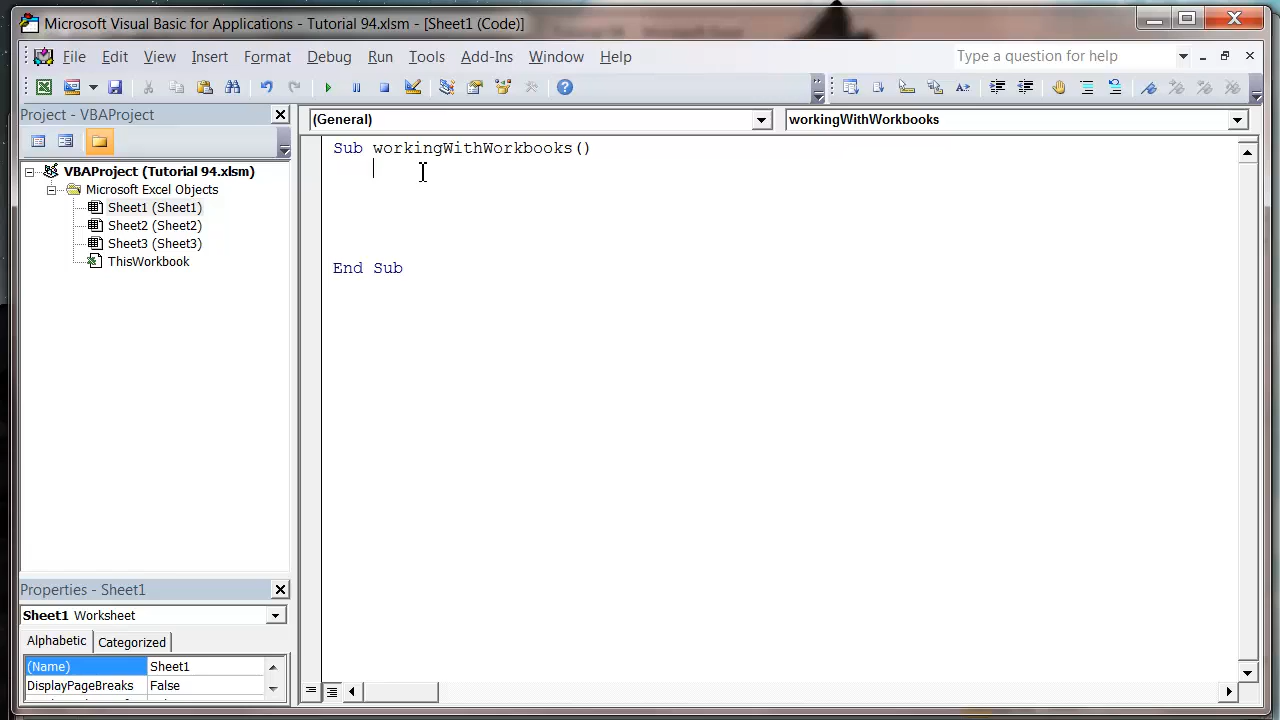 Microsoft Visual Basic for Applications - Tutorial 94.xlsm - [Sheet1 (Code)]
File Edit View Insert Format Debug Run Tools Add-Ins Window Help
Type a question for help
Project - VBAProject
(General)
workingWithWorkbooks
VBAProject (Tutorial 94.xlsm)
Microsoft Excel Objects
Sheet1 (Sheet1)
Sheet2 (Sheet2)
Sheet3 (Sheet3)
ThisWorkbook
Sub workingWithWorkbooks()
End Sub
Properties - Sheet1
Sheet1 Worksheet
Alphabetic Categorized
(Name) Sheet1
DisplayPageBreaks False